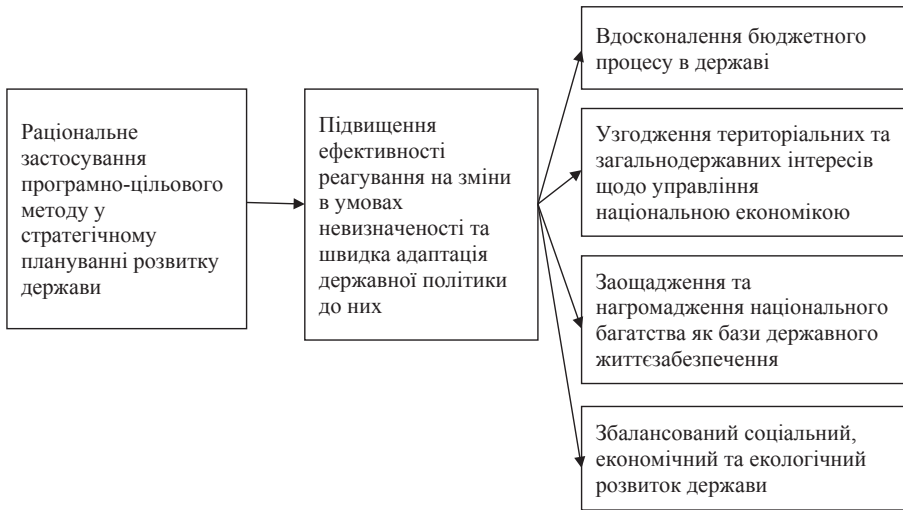 Раціональне
застосування
програмно-цільового
методу у
стратегічному
плануванні розвитку
держави
Підвищення
ефективності
реагування на зміни
в умовах
невизначеності та
швидка адаптація
державної політики
до них
Вдосконалення бюджетного
процесу в державі
Узгодження територіальних та
загальнодержавних інтересів
щодо управління
національною економікою
Заощадження та
нагромадження національного
багатства як бази державного
життєзабезпечення
Збалансований соціальний,
економічний та екологічний
розвиток держави